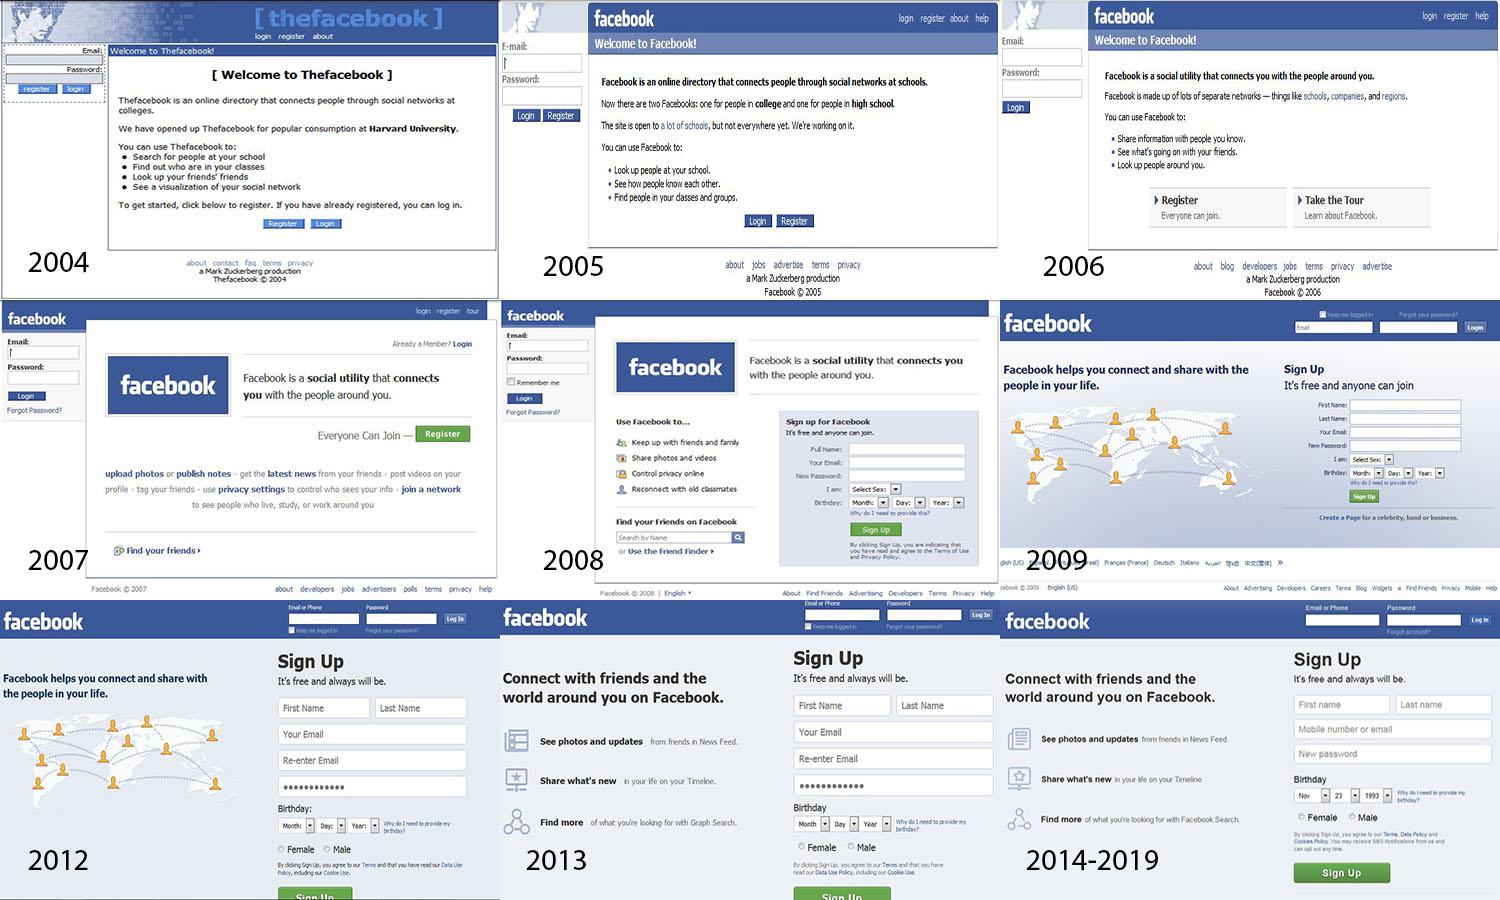 [ thefacebook ]
login register about
Email:
Password:
register login
Welcome to Thefacebook!
[ Welcome to Thefacebook ]
Thefacebook is an online directory that connects people through social networks at
colleges.
We have opened up Thefacebook for popular consumption at Harvard University.
You can use Thefacebook to:
• Search for people at your school
• Find out who are in your classes
• Look up your friends' friends
• See a visualization of your social network
To get started, click below to register. If you have already registered, you can log in.
Register Login
about contact faq terms privacy
a Mark Zuckerberg production
Thefacebook © 2004
2004
facebook
login register about help
Welcome to Facebook!
E-mail:
Password:
Login Register
Facebook is an online directory that connects people through social networks at schools.
Now there are two Facebooks: one for people in college and one for people in high school.
The site is open to a lot of schools, but not everywhere yet. We're working on it.
You can use Facebook to:
• Look up people at your school.
• See how people know each other.
• Find people in your classes and groups.
Login Register
about jobs advertise terms privacy
a Mark Zuckerberg production
Facebook © 2005
2005
facebook
login register help
Welcome to Facebook!
Email:
Password:
Login
Facebook is a social utility that connects you with the people around you.
Facebook is made up of lots of separate networks — things like schools, companies, and regions.
You can use Facebook to:
• Share information with people you know.
• See what's going on with your friends.
• Look up people around you.
Register
Everyone can join.
Take the Tour
Learn about Facebook.
about blog developers jobs terms privacy advertise
a Mark Zuckerberg production
Facebook © 2006
2006
facebook
login register tour
Email:
Password:
Login
Forgot Password?
Already a Member? Login
facebook
Facebook is a social utility that connects
you with the people around you.
Everyone Can Join — Register
upload photos or publish notes • get the latest news from your friends • post videos on your
profile • tag your friends • use privacy settings to control who sees your info • join a network
to see people who live, study, or work around you
Find your friends
Facebook © 2007
about developers jobs advertisers polls terms privacy help
2007
facebook
Email:
Password:
Remember me
Login
Forgot Password?
facebook
Facebook is a social utility that connects you
with the people around you.
Use Facebook to...
Keep up with friends and family
Share photos and videos
Control privacy online
Reconnect with old classmates
Find your Friends on Facebook
Search by Name
or Use the Friend Finder
Sign up for Facebook
It's free and anyone can join.
Full Name:
Your Email:
New Password:
I am: Select Sex:
Birthday: Month: Day: Year:
Why do I need to provide this?
Sign Up
By clicking Sign Up, you are indicating that
you have read and agree to the Terms of Use
and Privacy Policy.
Facebook © 2008 English
About Find Friends Advertising Developers Terms Privacy Help
2008
facebook
Keep me logged in Forgot your password?
Email Login
Facebook helps you connect and share with the
people in your life.
Sign Up
It's free and anyone can join
First Name:
Last Name:
Your Email:
New Password:
I am: Select Sex:
Birthday: Month: Day: Year:
Why do I need to provide this?
Sign Up
Create a Page for a celebrity, band or business.
Français (France) Deutsch Italiano العربية हिन्दी 中文(简体) »
© 2009 English (US)
About Advertising Developers Careers Terms Blog Widgets Find Friends Privacy Mobile Help
2009
facebook
Email or Phone Password
Log In
Keep me logged in Forgot your password?
Facebook helps you connect and share with
the people in your life.
Sign Up
It's free and always will be.
First Name Last Name
Your Email
Re-enter Email
Birthday:
Month: Day: Year:
Why do I need to provide my
birthday?
Female Male
By clicking Sign Up, you agree to our Terms and that you have read our Data Use
Policy, including our Cookie Use.
Sign Up
2012
facebook
Email or Phone Password
Log In
Keep me logged in Forgot your password?
Connect with friends and the
world around you on Facebook.
See photos and updates from friends in News Feed.
Share what's new in your life on your Timeline.
Find more of what you're looking for with Graph Search.
Sign Up
It's free and always will be.
First Name Last Name
Your Email
Re-enter Email
Birthday
Month Day Year
Why do I need to provide my
birthday?
Female Male
By clicking Sign Up, you agree to our Terms and that you have
read our Data Use Policy, including our Cookie Use.
Sign Up
2013
facebook
Email or Phone Password
Log In
Forgot account?
Connect with friends and the
world around you on Facebook.
See photos and updates from friends in News Feed.
Share what's new in your life on your Timeline.
Find more of what you're looking for with Facebook Search.
Sign Up
It's free and always will be.
First name Last name
Mobile number or email
New password
Birthday
Nov 23 1993
Why do I need to provide my
birthday?
Female Male
By clicking Sign Up, you agree to our Terms, Data Policy and
Cookies Policy. You may receive SMS Notifications from us and
can opt out any time.
Sign Up
2014-2019